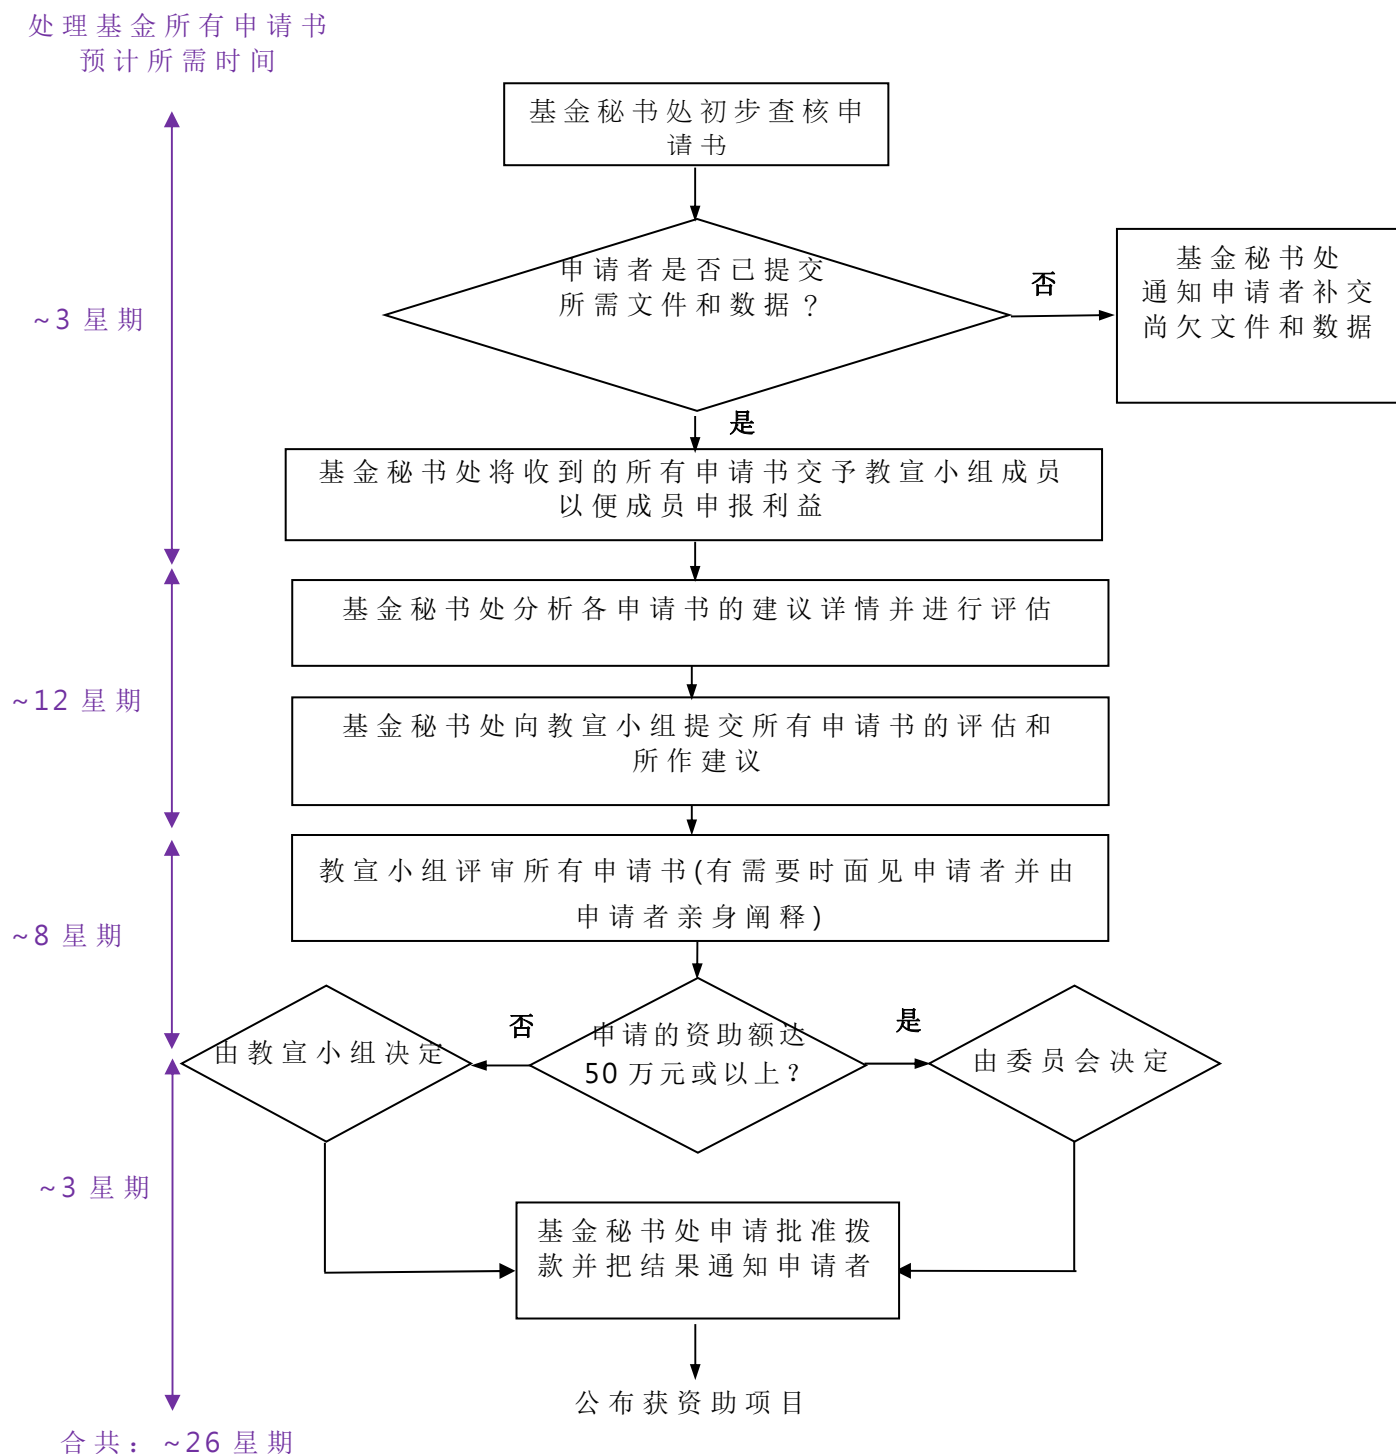 处理基金所有申请书
预计所需时间
基金秘书处初步查核申
请书
申请者是否已提交
所需文件和数据？
否
基金秘书处
通知申请者补交
尚欠文件和数据
~3 星期
是
基金秘书处将收到的所有申请书交予教宣小组成员
以便成员申报利益
基金秘书处分析各申请书的建议详情并进行评估
~12 星期
基金秘书处向教宣小组提交所有申请书的评估和
所作建议
教宣小组评审所有申请书(有需要时面见申请者并由
申请者亲身阐释)
~8 星期
否
是
由教宣小组决定
申请的资助额达
50 万元或以上?
由委员会决定
~3 星期
基金秘书处申请批准拨
款并把结果通知申请者
公布获资助项目
合共：~26 星期